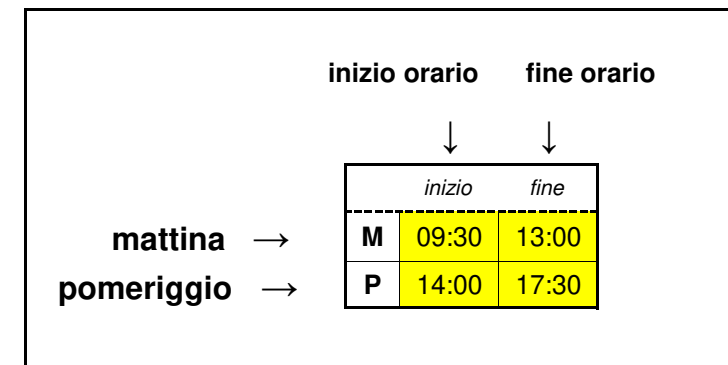 inizio orario fine orario
↓ ↓
inizio fine
mattina → M 09:30 13:00
pomeriggio → P 14:00 17:30